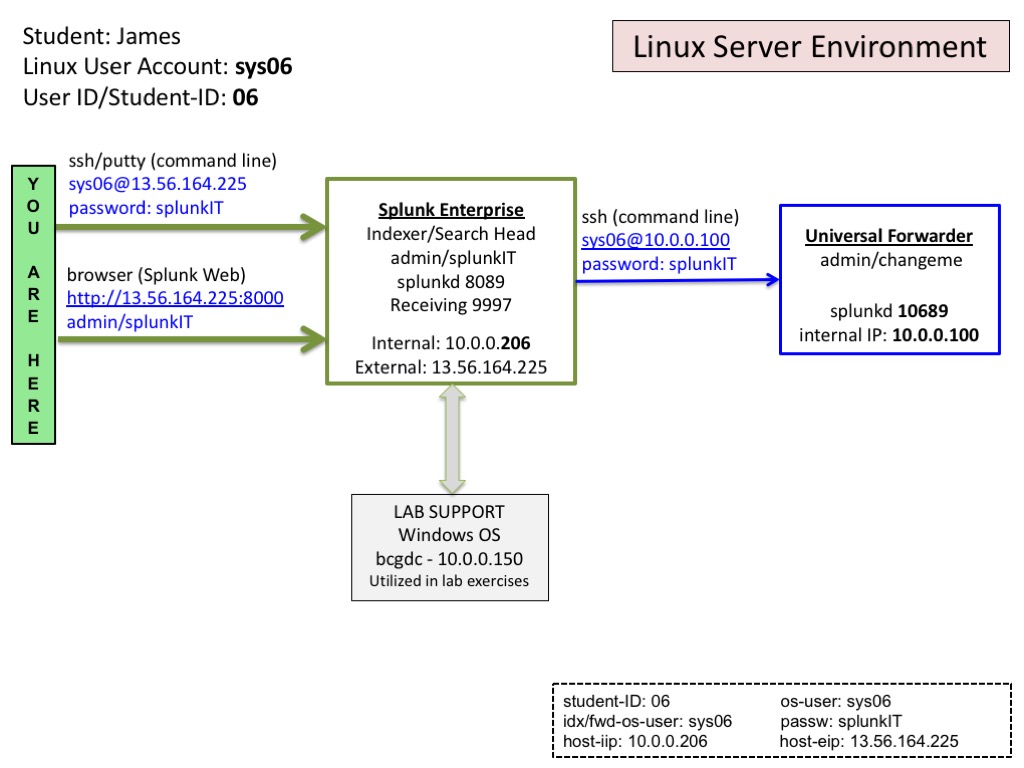 Student: James
Linux User Account: sys06
User ID/Student-ID: 06
Linux Server Environment
YOU ARE HERE
ssh/putty (command line)
sys06@13.56.164.225
password: splunkIT
browser (Splunk Web)
http://13.56.164.225:8000
admin/splunkIT
Splunk Enterprise
Indexer/Search Head
admin/splunkIT
splunkd 8089
Receiving 9997
Internal: 10.0.0.206
External: 13.56.164.225
ssh (command line)
sys06@10.0.0.100
password: splunkIT
Universal Forwarder
admin/changeme
splunkd 10689
internal IP: 10.0.0.100
LAB SUPPORT
Windows OS
bcgdc - 10.0.0.150
Utilized in lab exercises
student-ID: 06 os-user: sys06
idx/fwd-os-user: sys06 passw: splunkIT
host-iip: 10.0.0.206 host-eip: 13.56.164.225